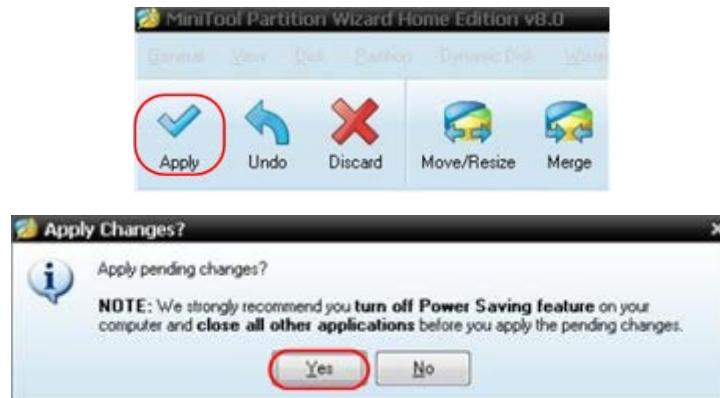 MiniTool Partition Wizard Home Edition v8.0
General View Disk Partition Dynamic Disk
Apply Undo Discard Move/Resize Merge
Apply Changes?
Apply pending changes?
NOTE: We strongly recommend you turn off Power Saving feature on your
computer and close all other applications before you apply the pending changes.
Yes No